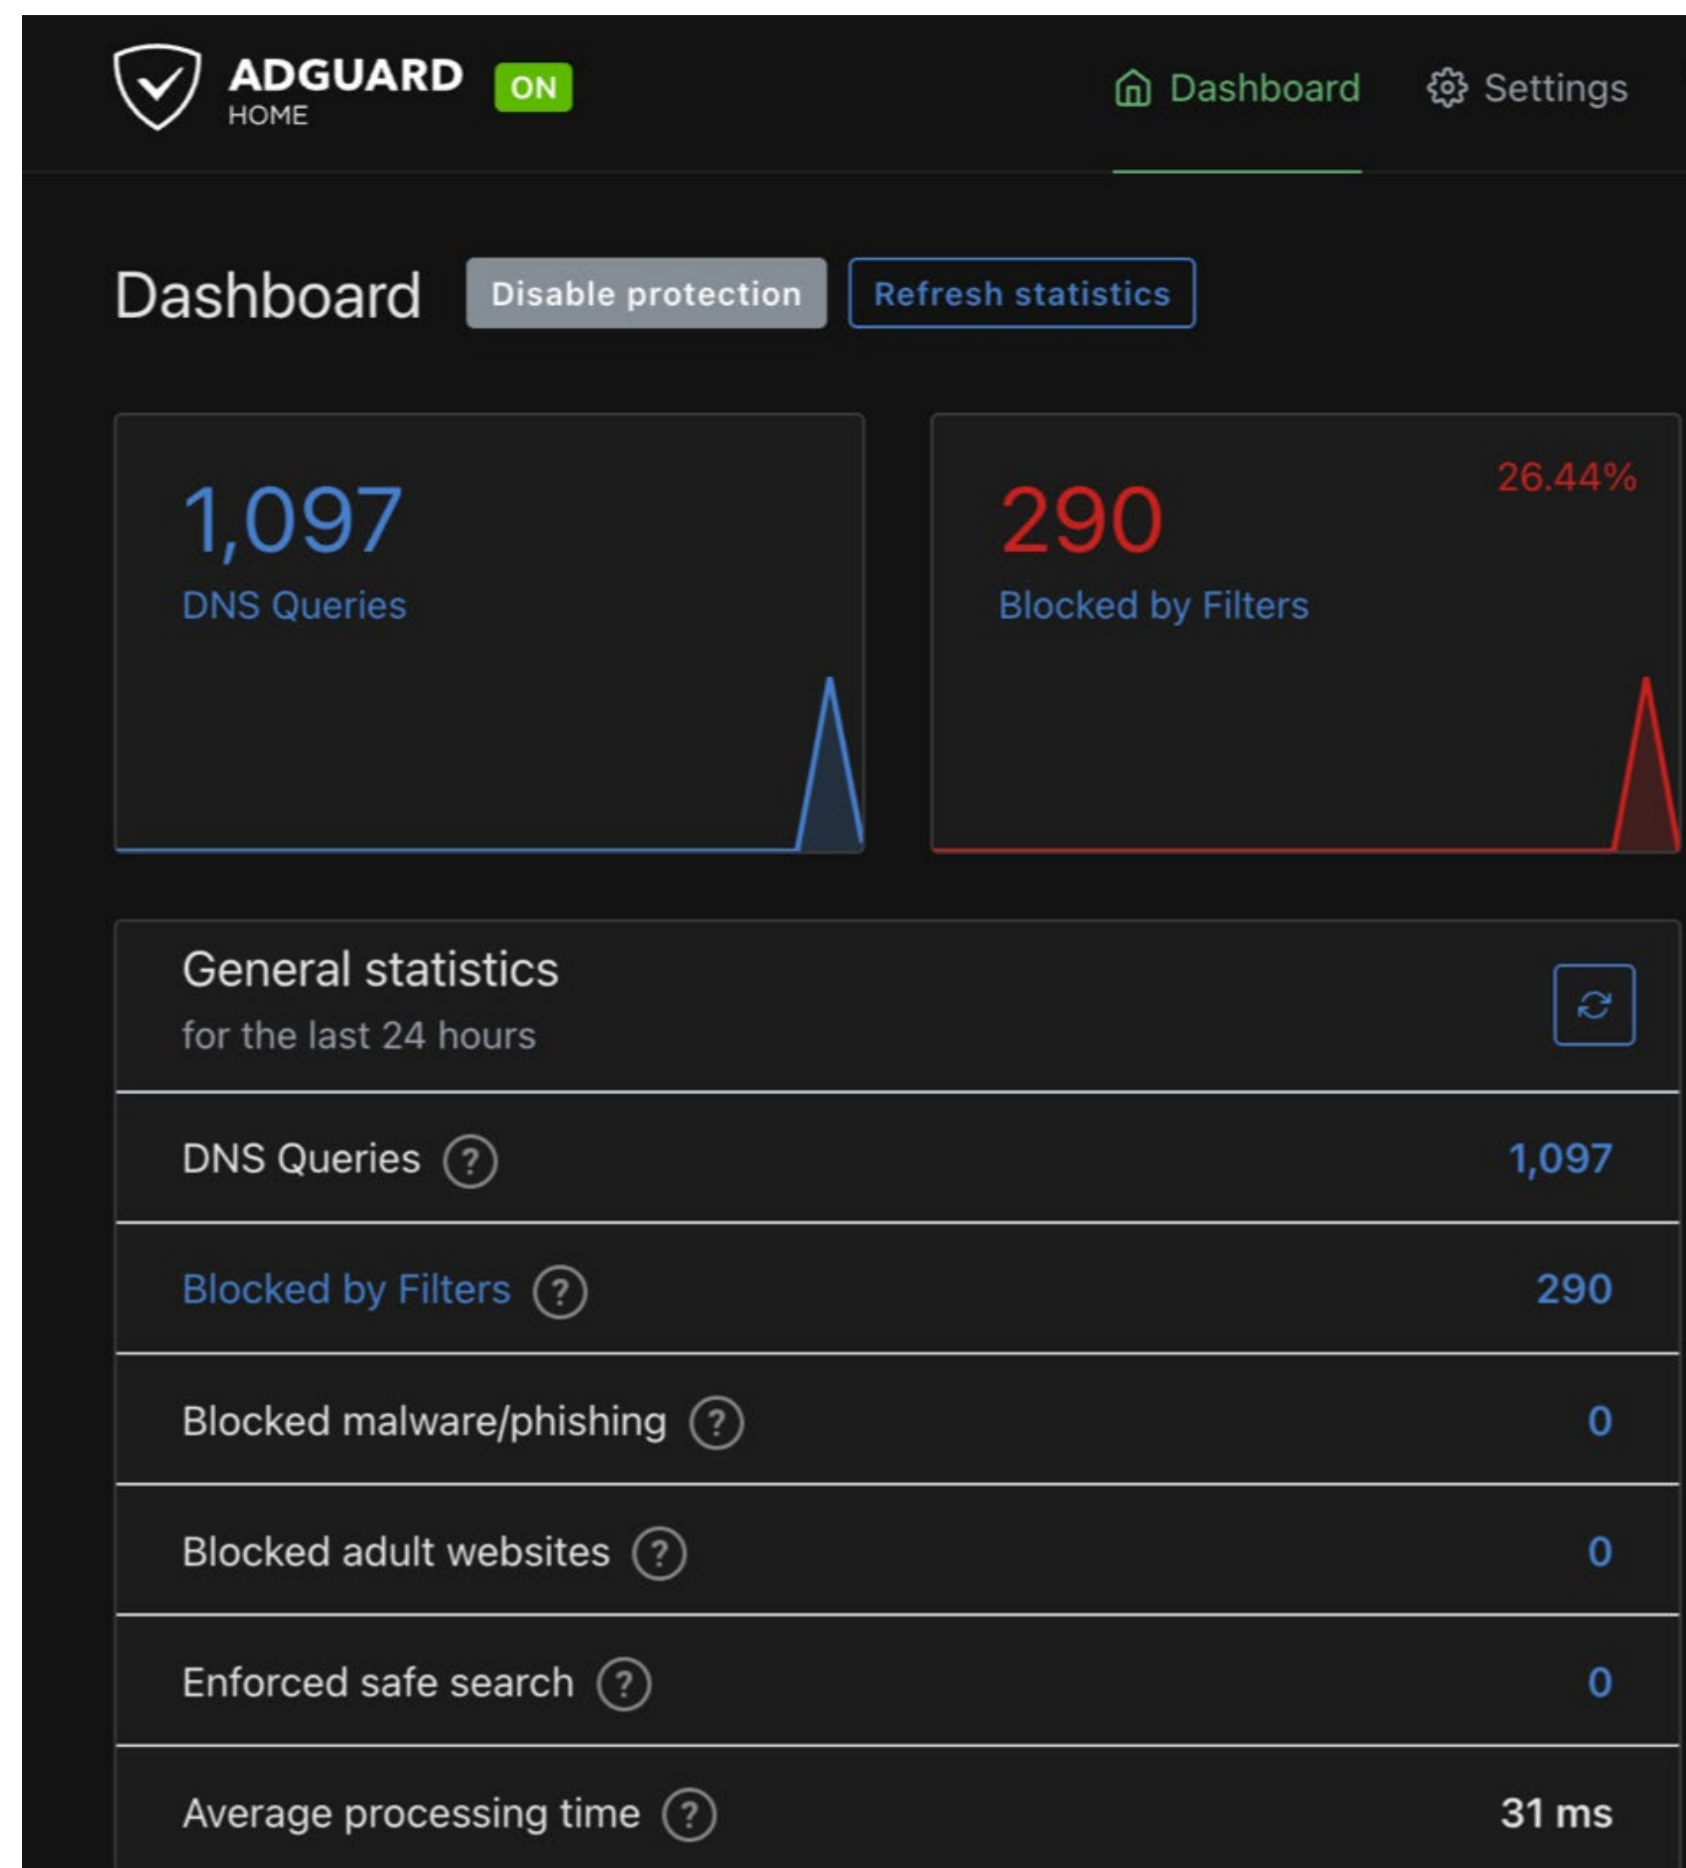 ADGUARD ON
HOME
Dashboard Settings
Dashboard Disable protection Refresh statistics
1,097
DNS Queries
290 26.44%
Blocked by Filters
General statistics
for the last 24 hours
DNS Queries ? 1,097
Blocked by Filters ? 290
Blocked malware/phishing ? 0
Blocked adult websites ? 0
Enforced safe search ? 0
Average processing time ? 31 ms